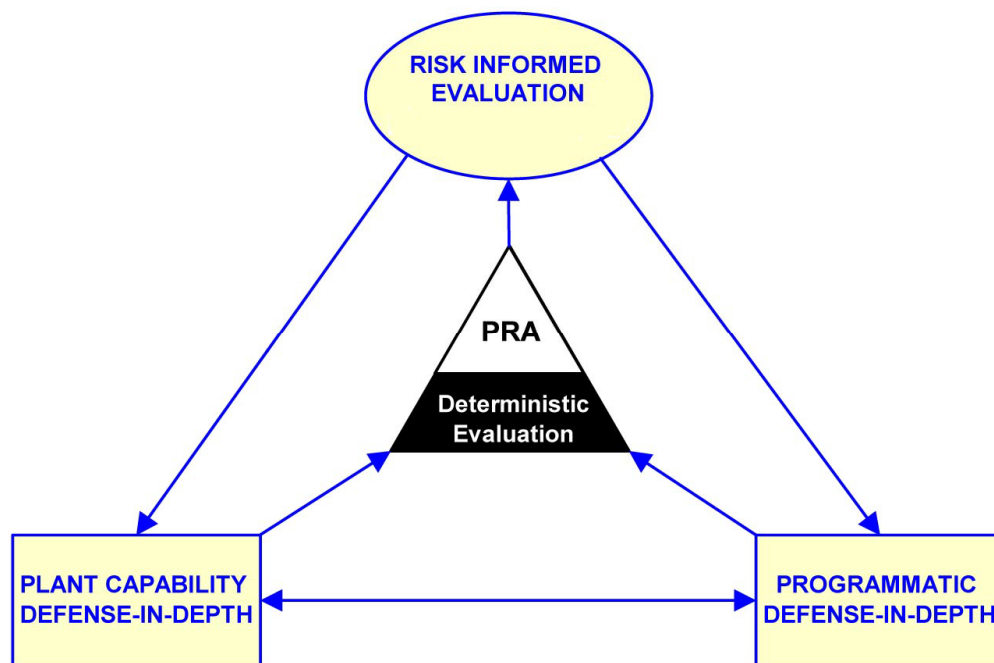 RISK INFORMED
EVALUATION
PRA
Deterministic
Evaluation
PLANT CAPABILITY
DEFENSE-IN-DEPTH
PROGRAMMATIC
DEFENSE-IN-DEPTH